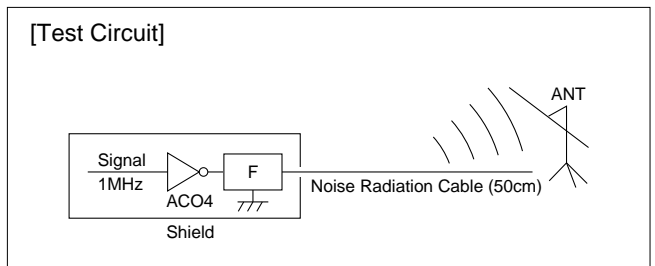 [Test Circuit]
ANT
Signal
F
1MHz
Noise Radiation Cable (50cm)
ACO4
Shield